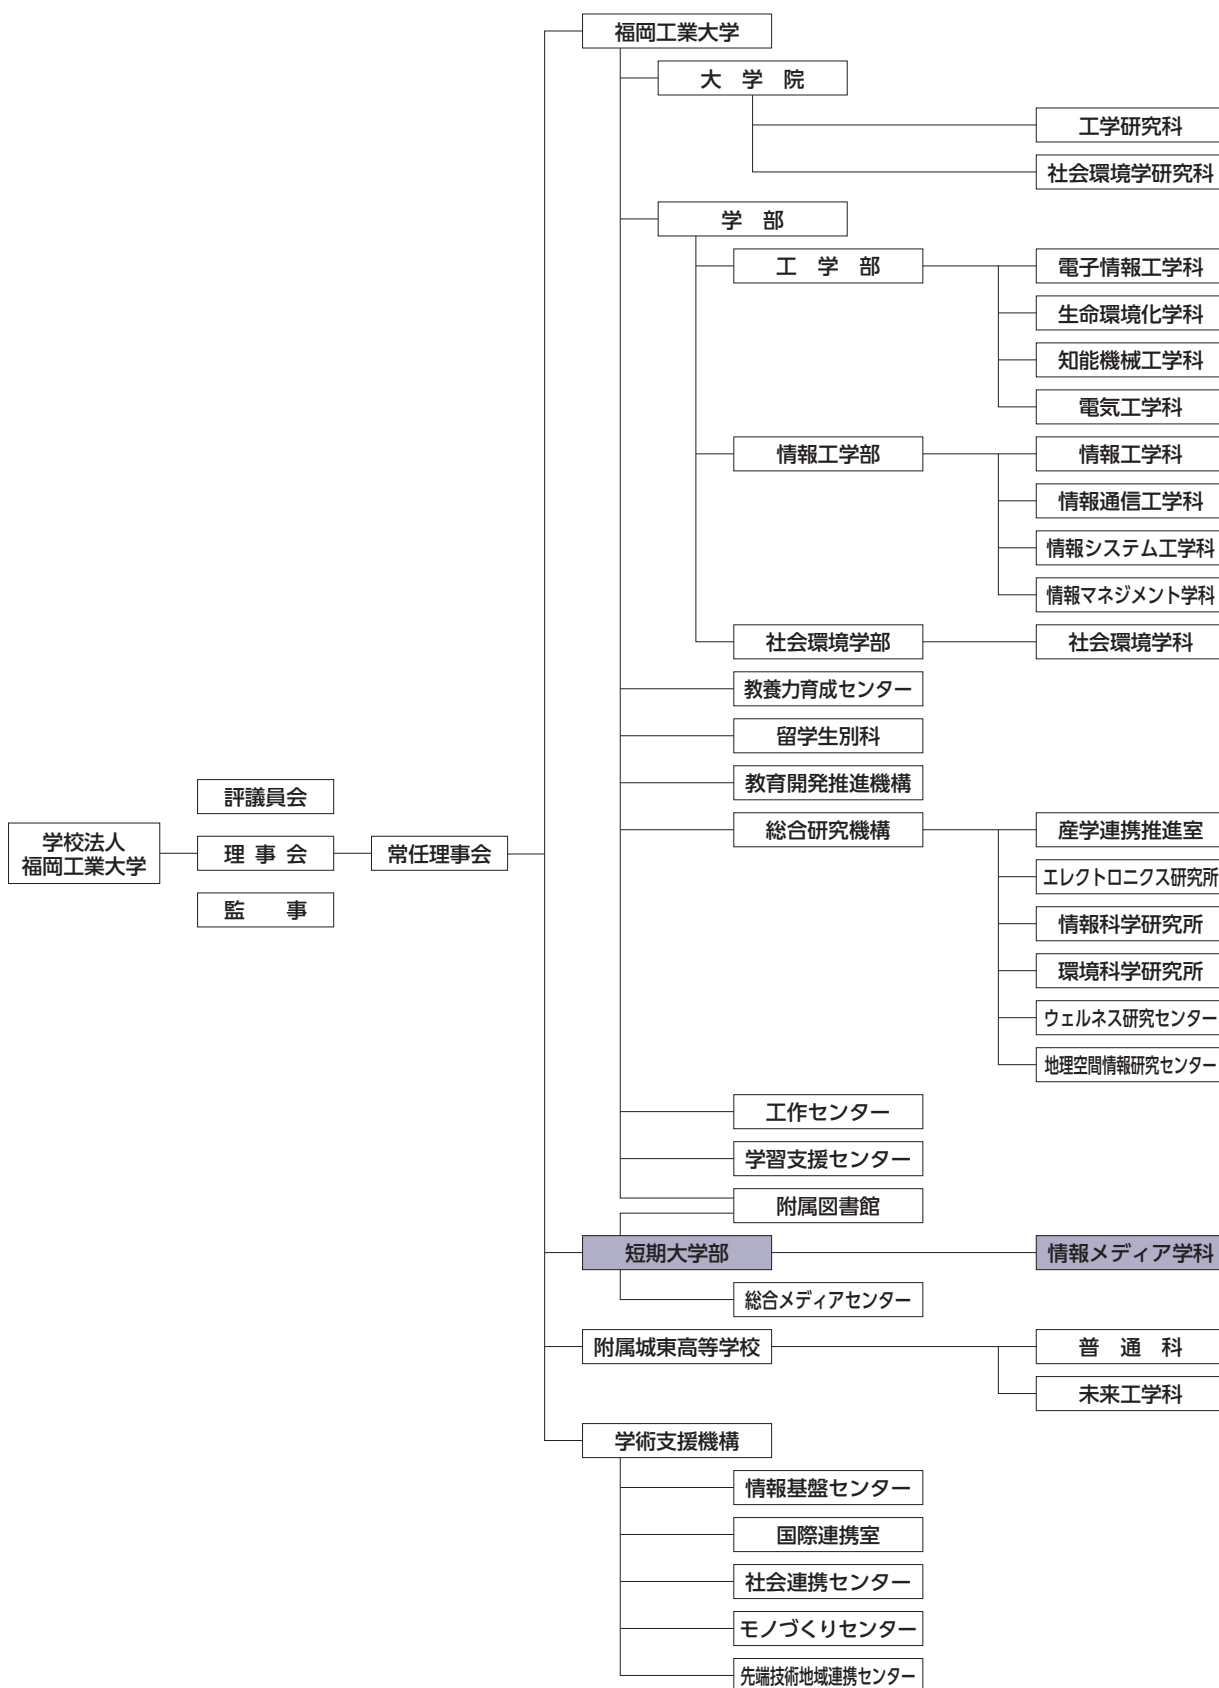 福岡工業大学
大学院
工学研究科
社会環境学研究科
学部
工学部
電子情報工学科
生命環境化学科
知能機械工学科
電気工学科
情報工学部
情報工学科
情報通信工学科
情報システム工学科
情報マネジメント学科
社会環境学部
社会環境学科
教養力育成センター
留学生別科
教育開発推進機構
総合研究機構
産学連携推進室
エレクトロニクス研究所
情報科学研究所
環境科学研究所
ウェルネス研究センター
地理空間情報研究センター
評議員会
学校法人
福岡工業大学
理事会
常任理事会
監事
工作センター
学習支援センター
附属図書館
短期大学部
情報メディア学科
総合メディアセンター
附属城東高等学校
普通科
未来工学科
学術支援機構
情報基盤センター
国際連携室
社会連携センター
モノづくりセンター
先端技術地域連携センター